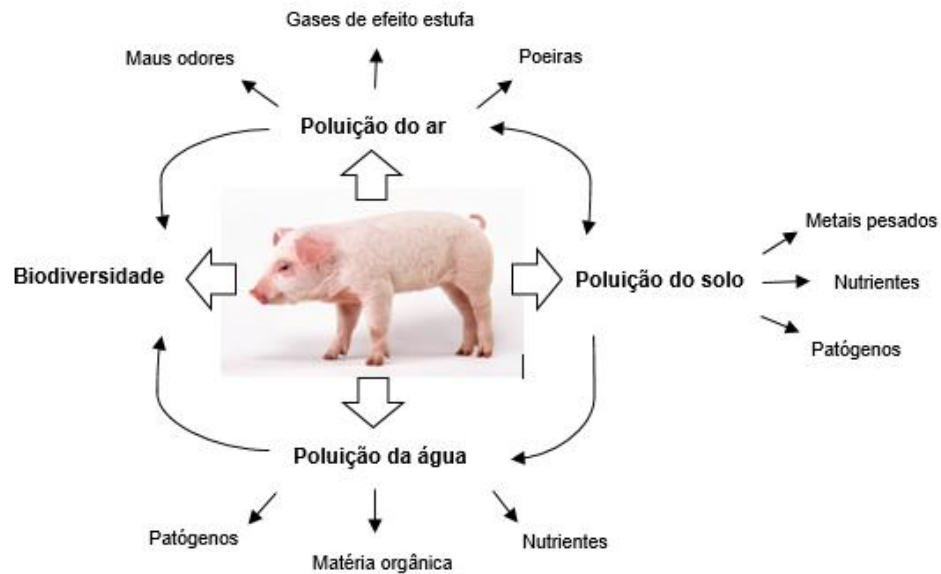 Gases de efeito estufa
Maus odores
Poeiras
Poluição do ar
Metais pesados
Biodiversidade
Poluição do solo
Nutrientes
Patógenos
Poluição da água
Patógenos
Nutrientes
Matéria orgânica